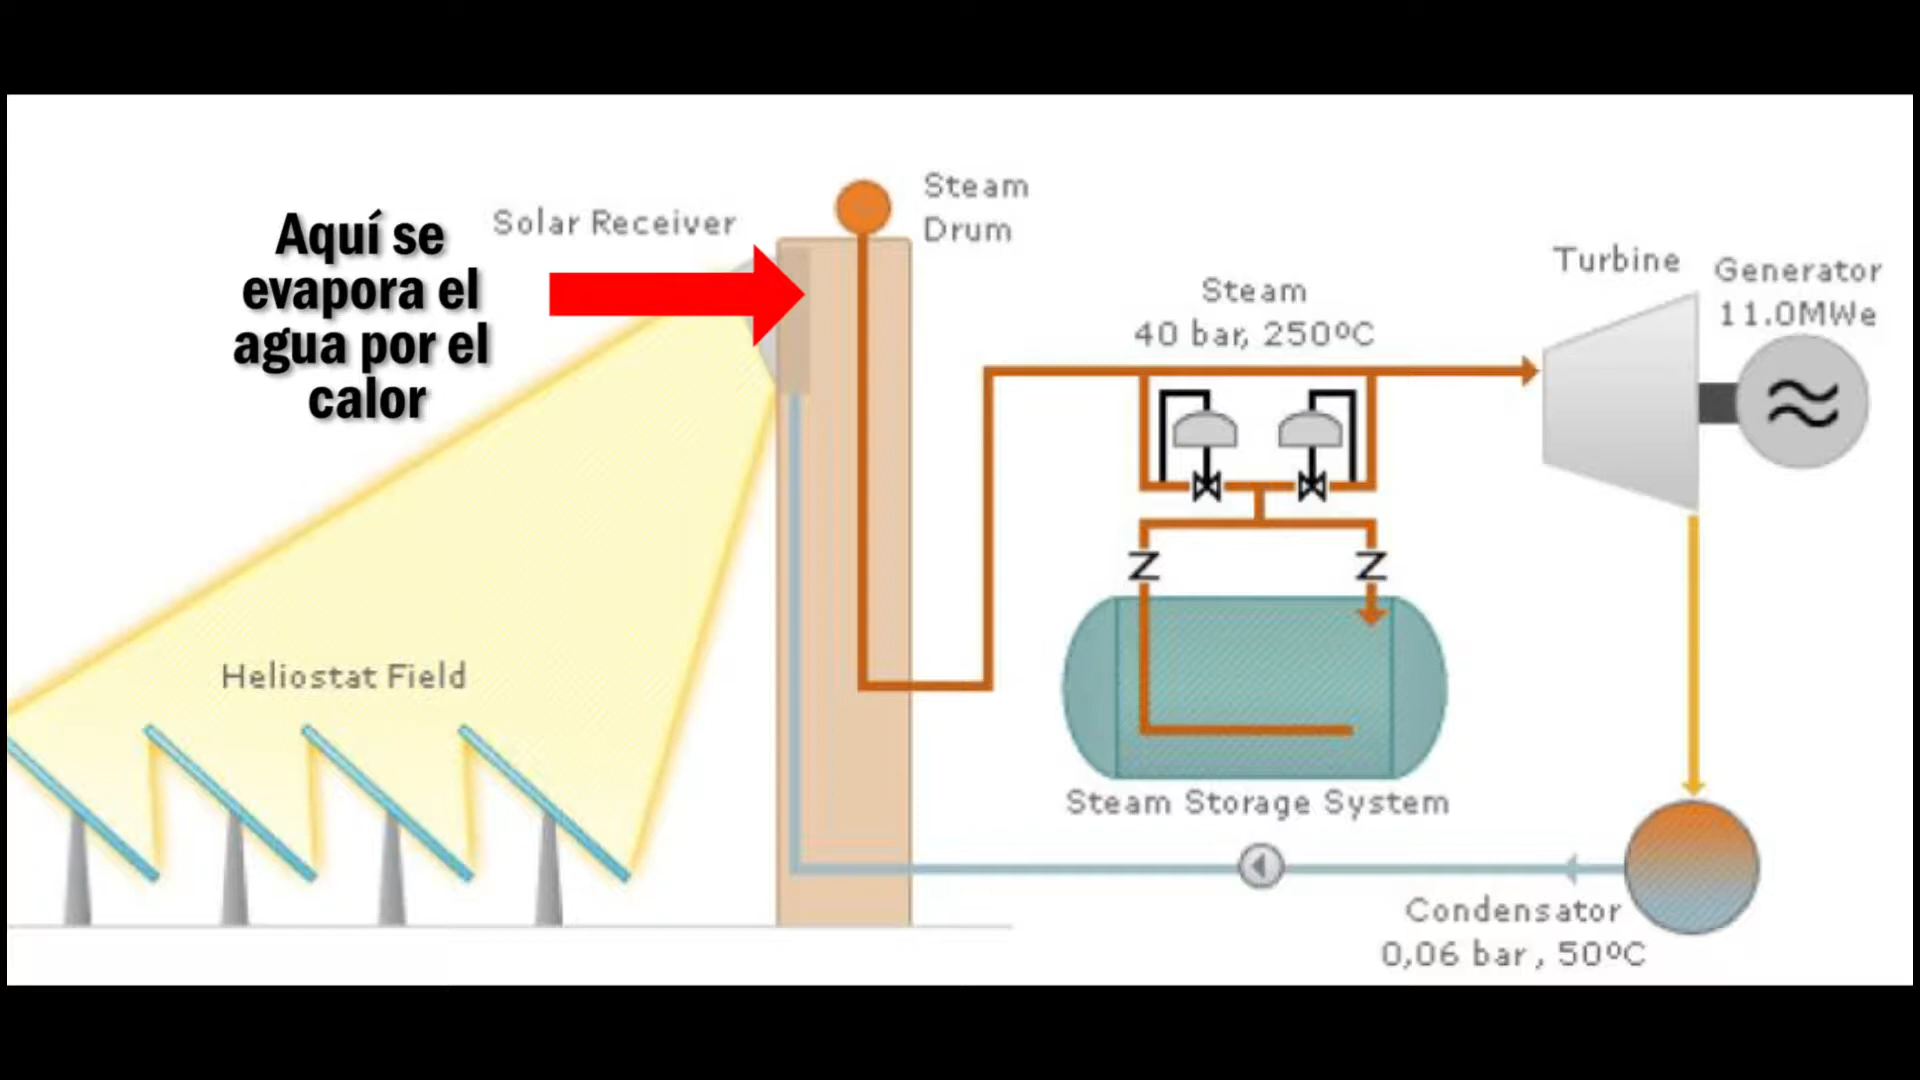 Aquí se
evapora el
agua por el
calor
Solar Receiver
Steam
Drum
Steam
40 bar, 250ºC
Turbine
Generator
11.0MWe
Heliostat Field
Steam Storage System
Condensator
0,06 bar , 50ºC